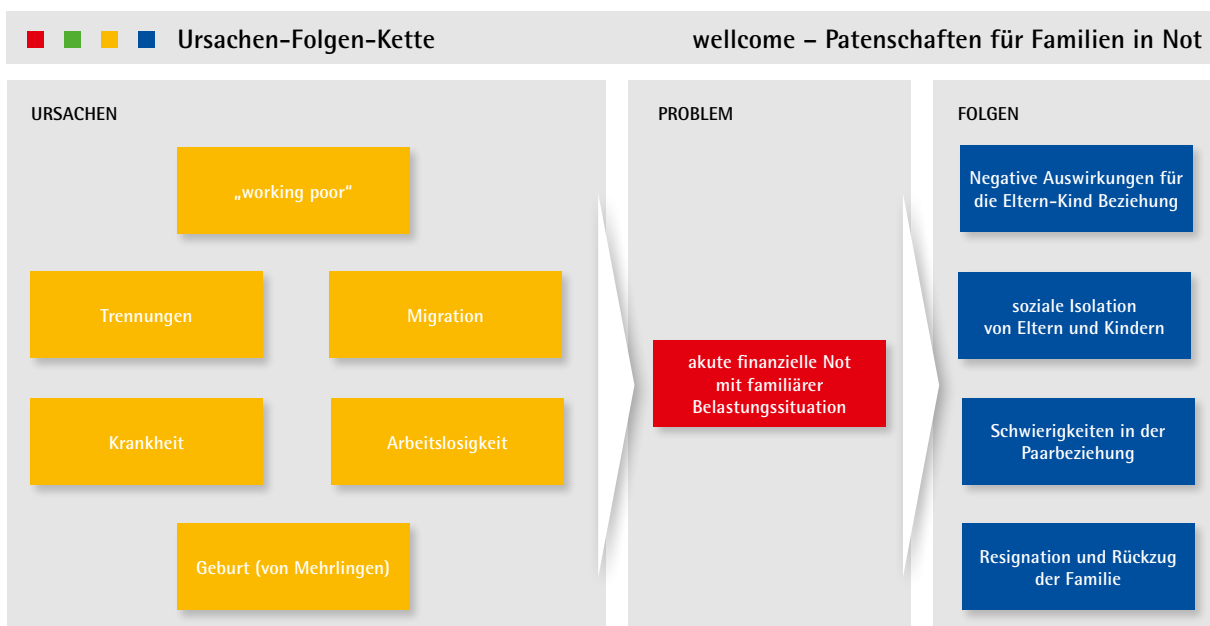 Ursachen-Folgen-Kette
wellcome – Patenschaften für Familien in Not
URSACHEN
„working poor“
Trennungen
Migration
Krankheit
Arbeitslosigkeit
Geburt (von Mehrlingen)
PROBLEM
akute finanzielle Not
mit familiärer
Belastungssituation
FOLGEN
Negative Auswirkungen für
die Eltern-Kind Beziehung
soziale Isolation
von Eltern und Kindern
Schwierigkeiten in der
Paarbeziehung
Resignation und Rückzug
der Familie